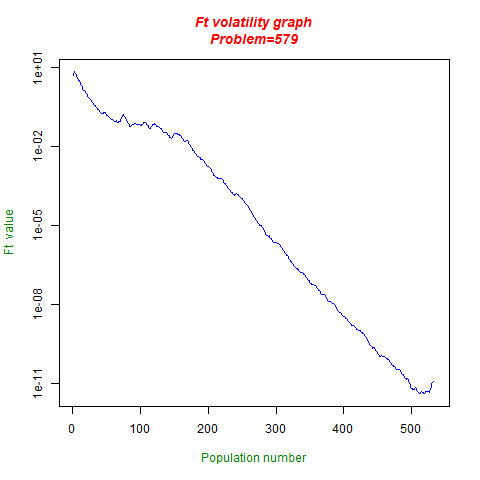 Ft volatility graph
Problem=579
1e+01
1e-02
1e-05
1e-08
1e-11
Ft value
0 100 200 300 400 500
Population number